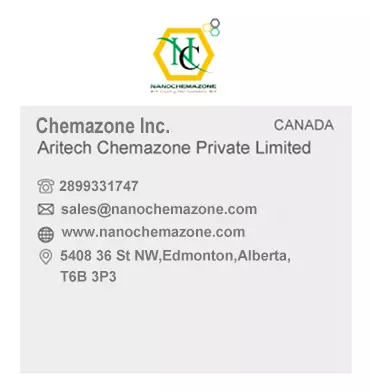 NC
NANOCHEMAZONE
Chemazone Inc.
CANADA
Aritech Chemazone Private Limited
2899331747
sales@nanochemazone.com
www.nanochemazone.com
5408 36 St NW,Edmonton,Alberta,
T6B 3P3